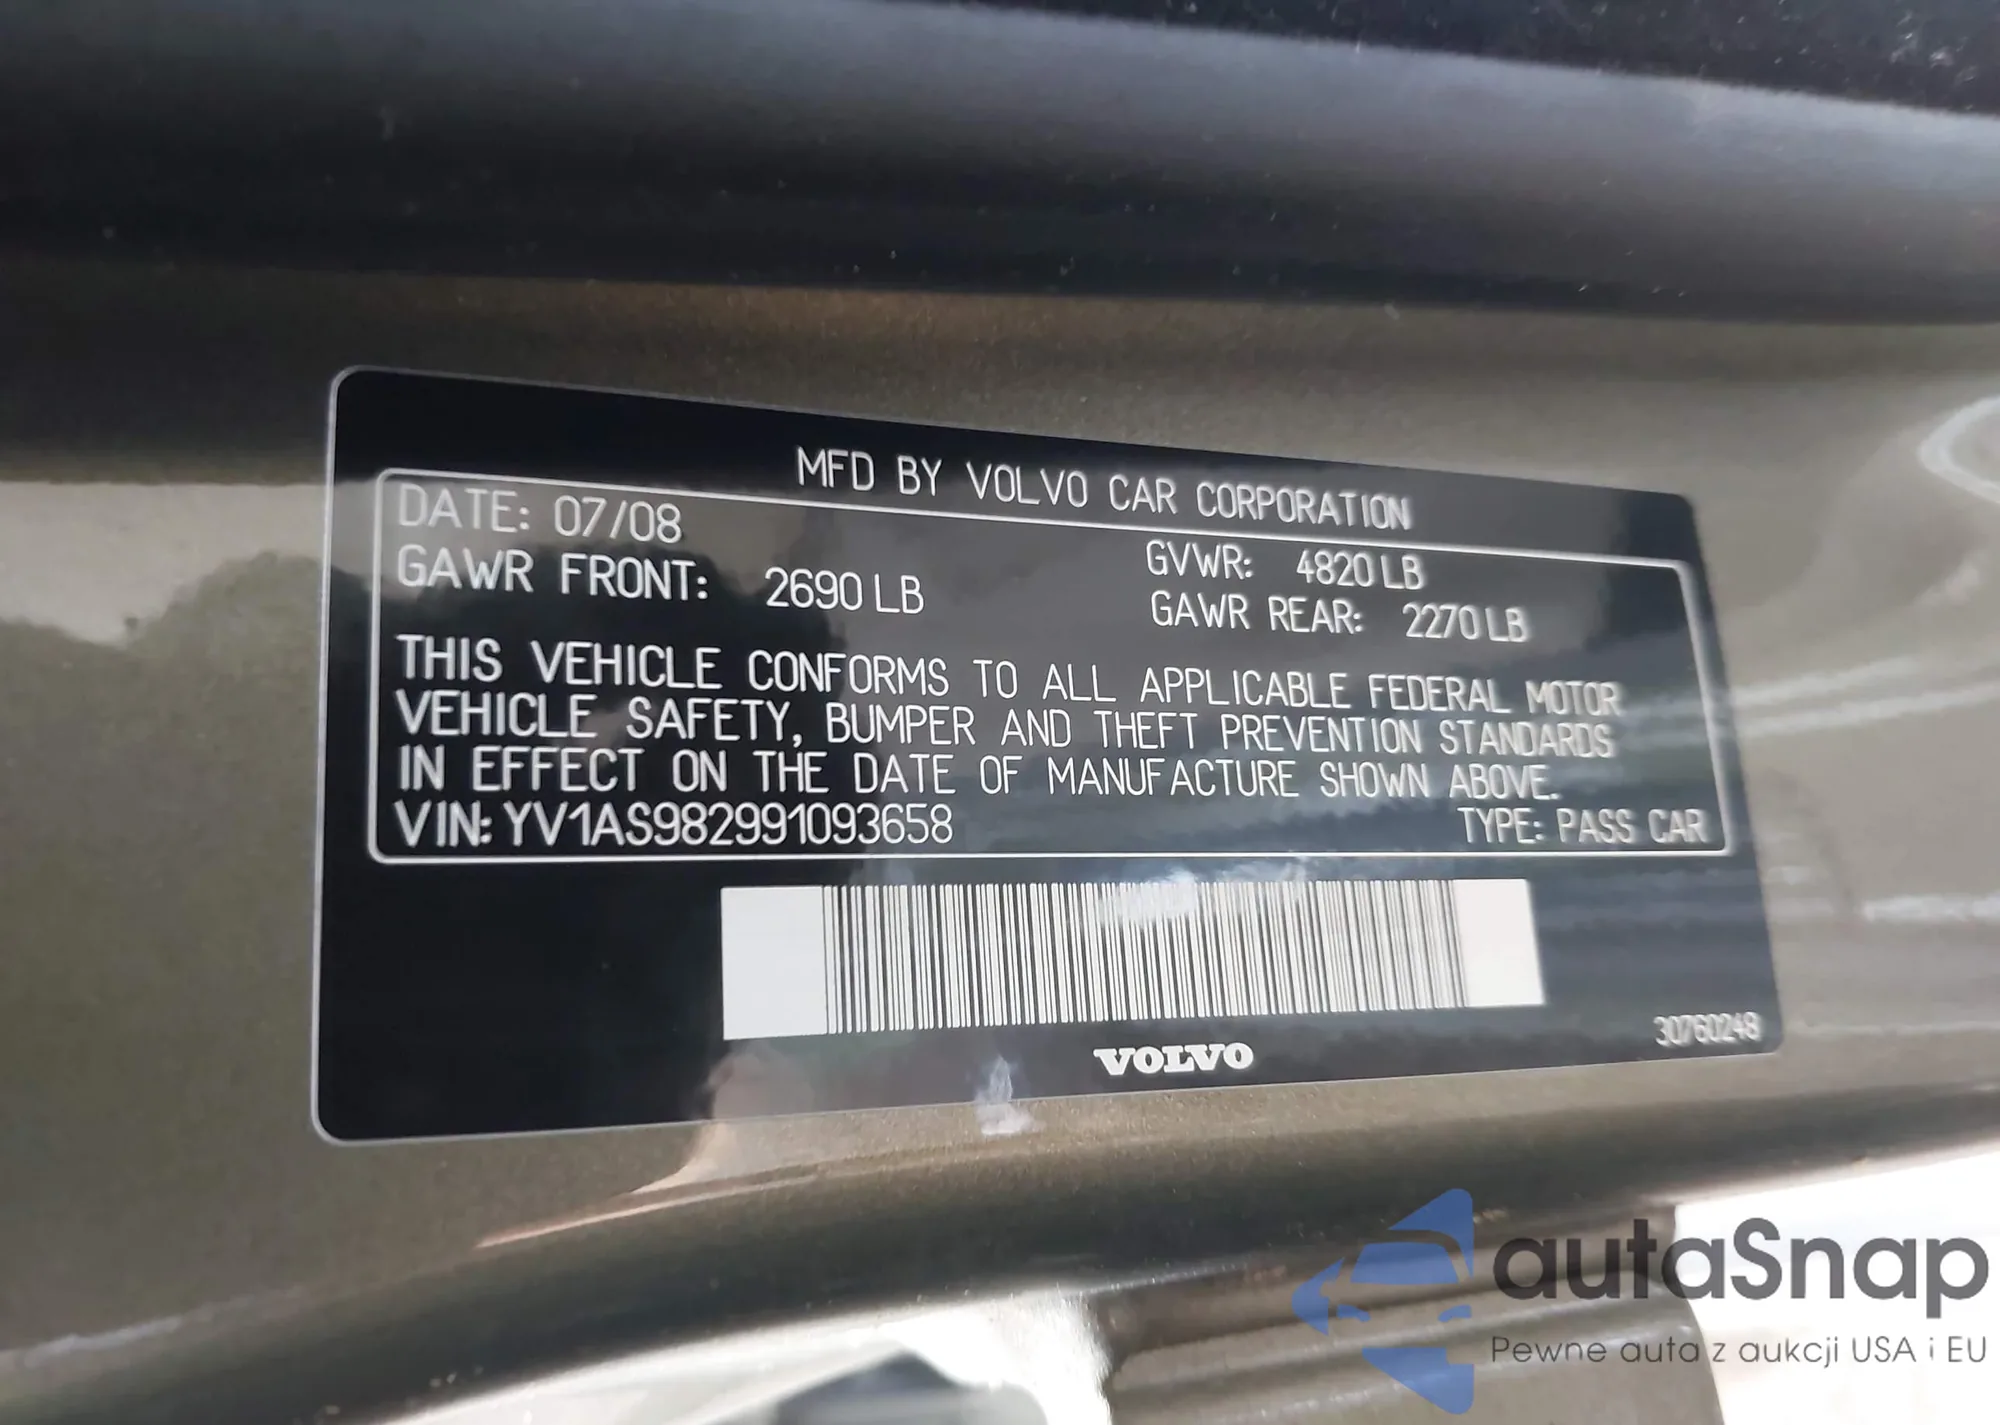 MFD BY VOLVO CAR CORPORATION
DATE: 07/08
GVWR: 4820 LB
GAWR FRONT: 2690 LB
GAWR REAR: 2270 LB
THIS VEHICLE CONFORMS TO ALL APPLICABLE FEDERAL MOTOR
VEHICLE SAFETY, BUMPER AND THEFT PREVENTION STANDARDS
IN EFFECT ON THE DATE OF MANUFACTURE SHOWN ABOVE.
VIN: YV1AS982991093658 TYPE: PASS CAR
VOLVO
30760248
autaSnap
Pewne auta z aukcji USA i EU